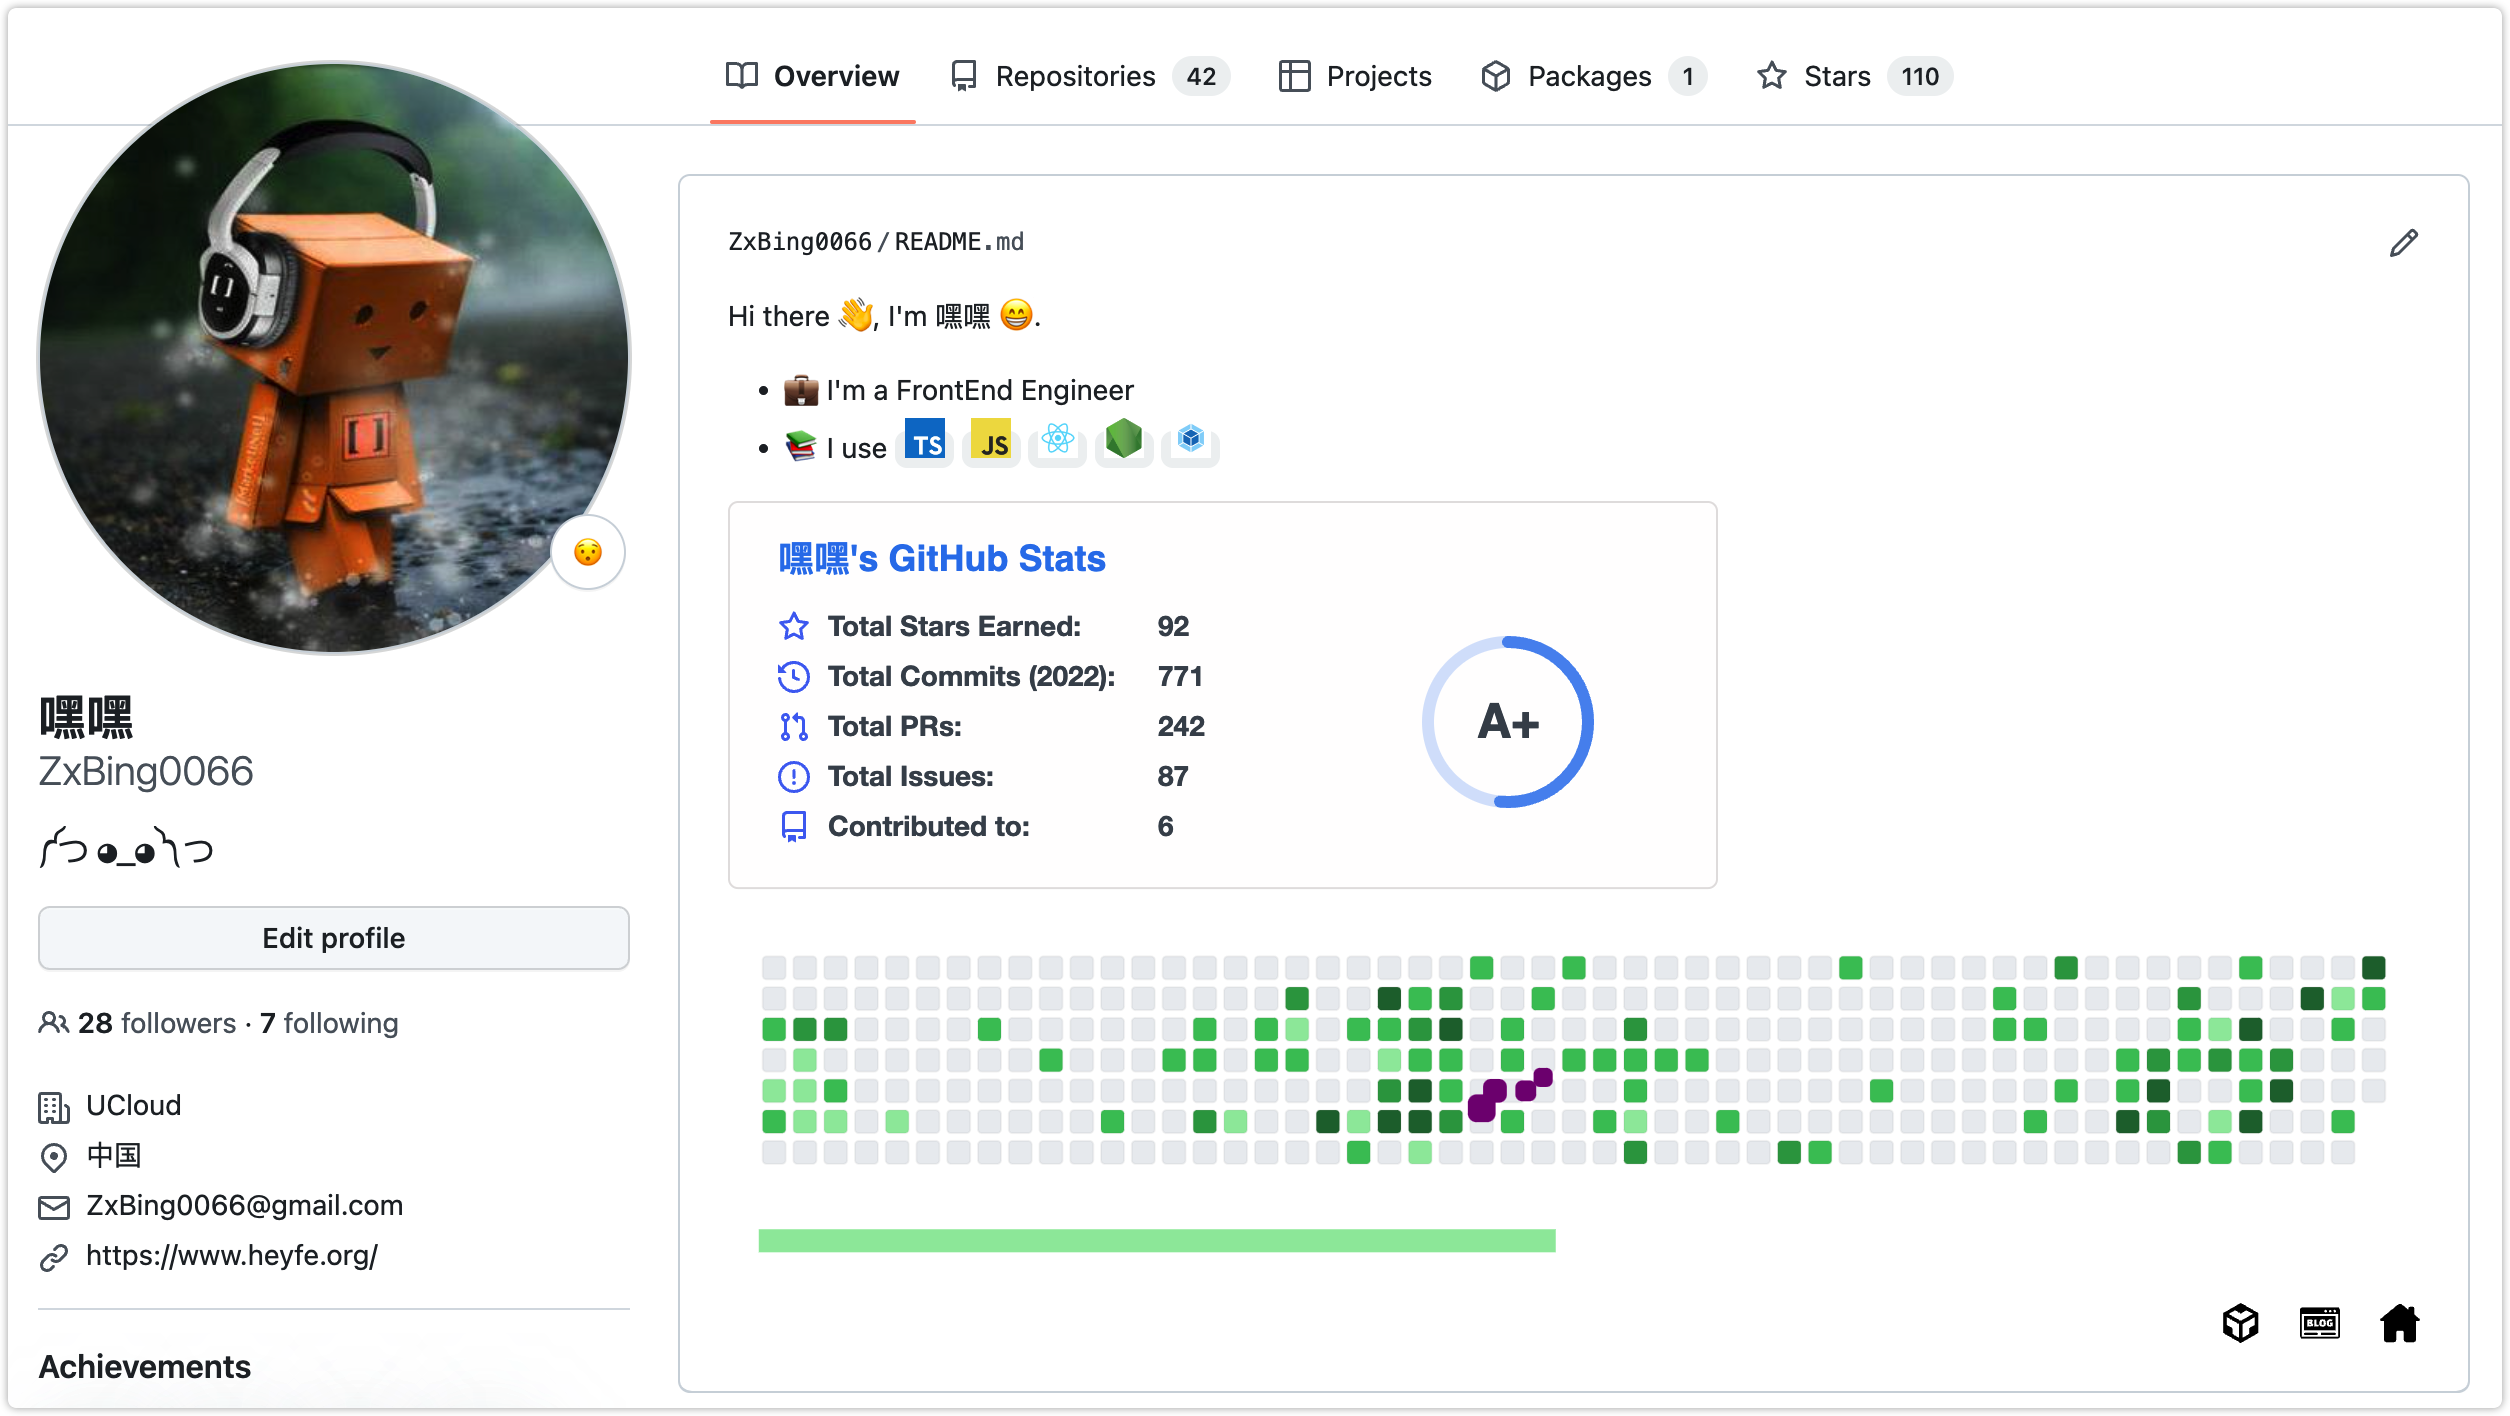 Overview
Repositories 42
Projects
Packages 1
Stars 110
ZxBing0066/README.md
Hi there 👋, I'm 嘿嘿 😁.
• 💼 I'm a FrontEnd Engineer
• 📚 I use TS JS
嘿嘿's GitHub Stats
Total Stars Earned: 92
Total Commits (2022): 771
Total PRs: 242
Total Issues: 87
Contributed to: 6
A+
BLOG
[MarketNet]
[ ]
嘿嘿
ZxBing0066
༼つ ◕_◕༽つ
Edit profile
28 followers · 7 following
UCloud
中国
ZxBing0066@gmail.com
https://www.heyfe.org/
Achievements